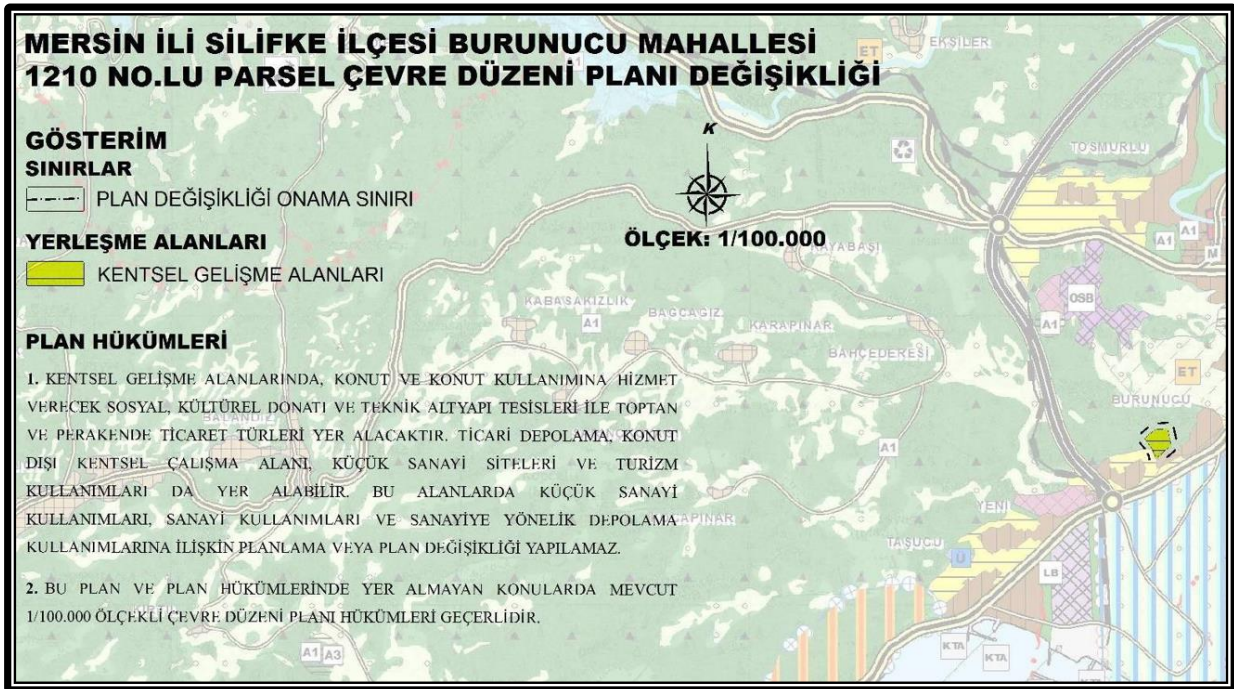 MERSİN İLİ SİLİFKE İLÇESİ BURUNUCU MAHALLESİ
1210 NO.LU PARSEL ÇEVRE DÜZENİ PLANI DEĞİŞİKLİĞİ
GÖSTERİM
SINIRLAR
PLAN DEĞİŞİKLİĞİ ONAMA SINIRI
YERLEŞME ALANLARI
KENTSEL GELİŞME ALANLARI
K
ÖLÇEK: 1/100.000
PLAN HÜKÜMLERİ
1. KENTSEL GELİŞME ALANLARINDA, KONUT VE KONUT KULLANIMINA HİZMET
VERECEK SOSYAL, KÜLTÜREL DONATI VE TEKNİK ALTYAPI TESİSLERİ İLE TOPTAN
VE PERAKENDE TİCARET TÜRLERİ YER ALACAKTIR. TİCARİ DEPOLAMA, KONUT
DIŞI KENTSEL ÇALIŞMA ALANI, KÜÇÜK SANAYİ SİTELERİ VE TURİZM
KULLANIMLARI DA YER ALABİLİR. BU ALANLARDA KÜÇÜK SANAYİ
KULLANIMLARI, SANAYİ KULLANIMLARI VE SANAYİYE YÖNELİK DEPOLAMA
KULLANIMLARINA İLİŞKİN PLANLAMA VEYA PLAN DEĞİŞİKLİĞİ YAPILAMAZ.
2. BU PLAN VE PLAN HÜKÜMLERİNDE YER ALMAYAN KONULARDA MEVCUT
1/100.000 ÖLÇEKLİ ÇEVRE DÜZENİ PLANI HÜKÜMLERİ GEÇERLİDİR.
ET
EKŞİLER
TOSMURLU
A1
A1
M
KAYABAŞI
OSB
A1
KABASAKIZLIK
A1
BAĞCAĞIZ
KARAPINAR
BAHÇEDERESİ
ET
BURUNUCU
A1
YENİ
TAŞUCU
Ü
LB
KTA
KTA
KTA
A1
A3